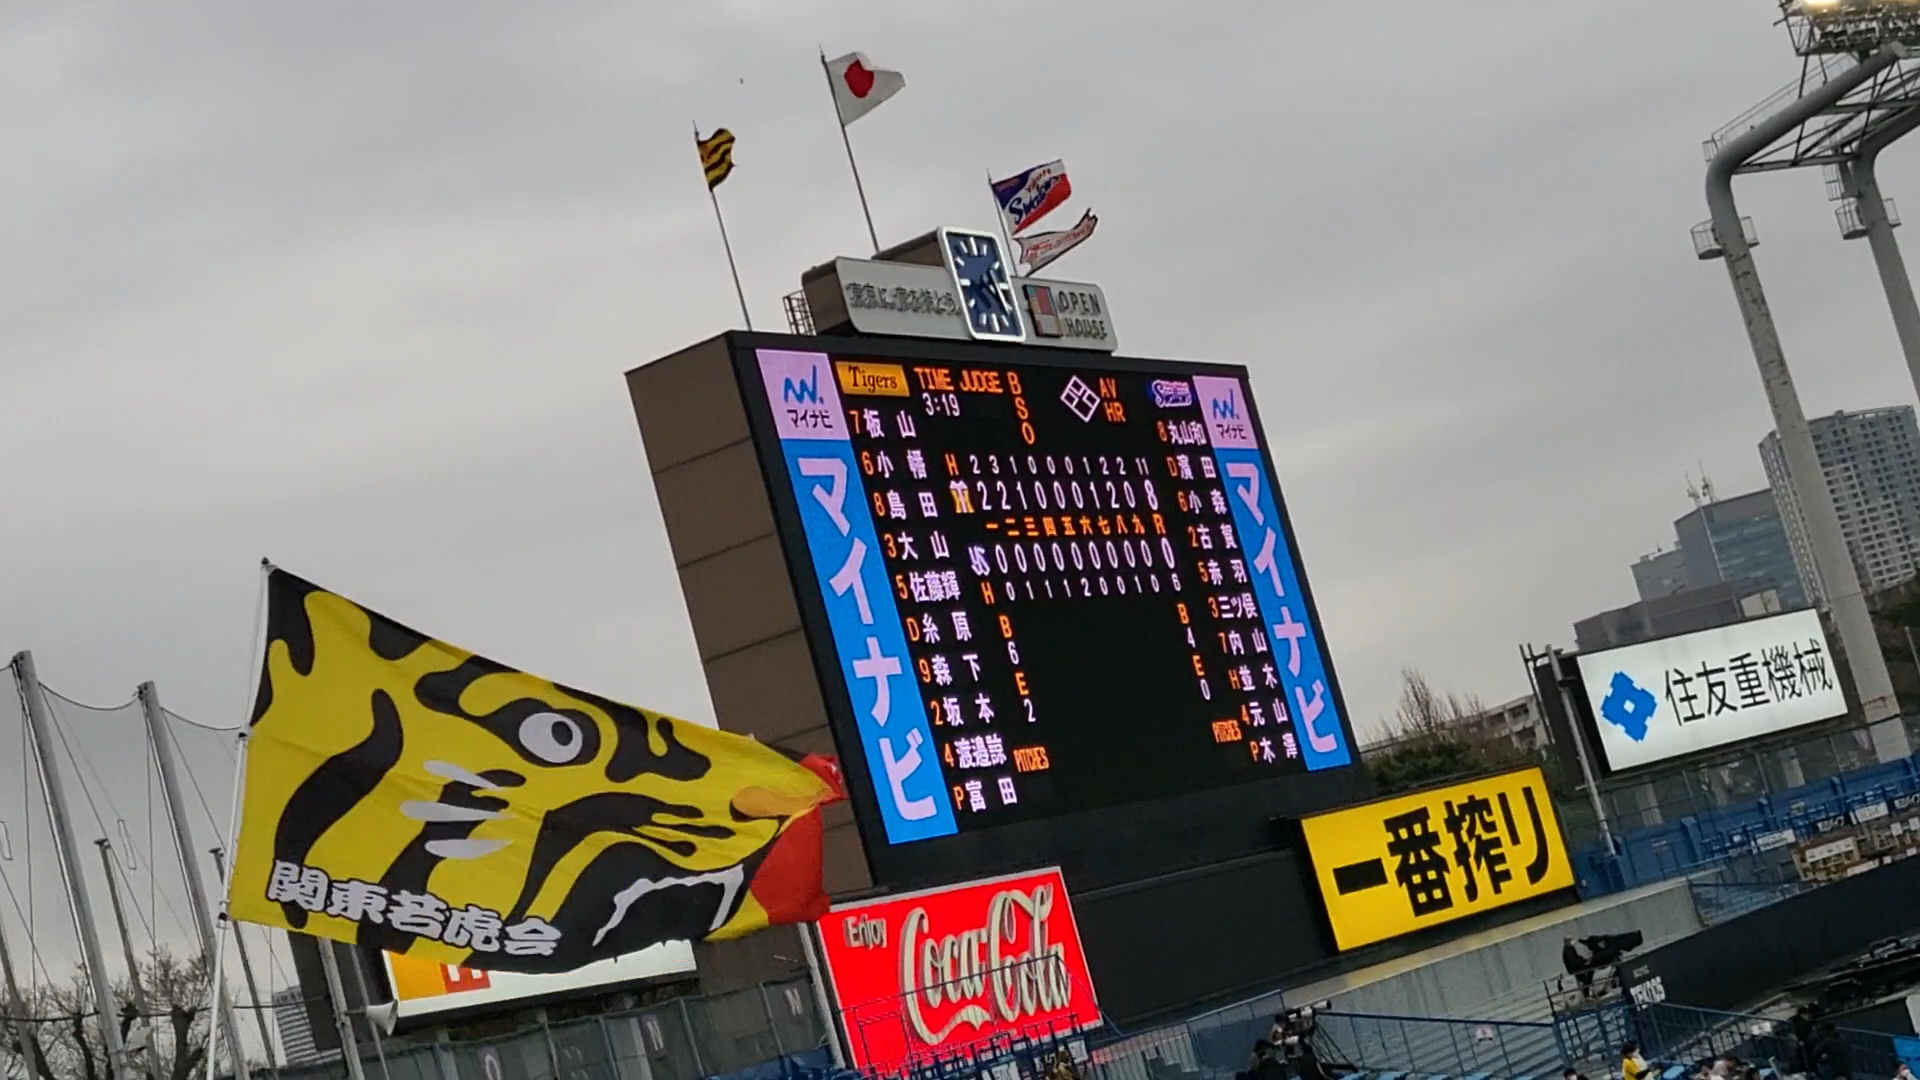 Swallows
東京に、家を持とう。
OPEN
HOUSE
マイナビ
マイナビ
Tigers
TIME JUDGE
3:19
B
S
O
AV
HR
Swallows
マイナビ
マイナビ
7 板山
6 小幡
8 島田
3 大山
5 佐藤輝
D 糸原
9 森下
2 坂本
4 渡邉諒
P 富田
H 2 3 1 0 0 0 1 2 2 11
2 2 1 0 0 0 1 2 0 8
一 二 三 四 五 六 七 八 九 R
YS 0 0 0 0 0 0 0 0 0 0
H 0 1 1 1 2 0 0 1 0 6
B
6
E
2
PITCHES
B
4
E
0
PITCHES
8 丸山和
D 濱田
6 小森
2 古賀
5 赤羽
3 三ツ俣
7 内山
H 並木
4 元山
P 木澤
関東若虎会
Enjoy
Coca-Cola
一番搾り
住友重機械